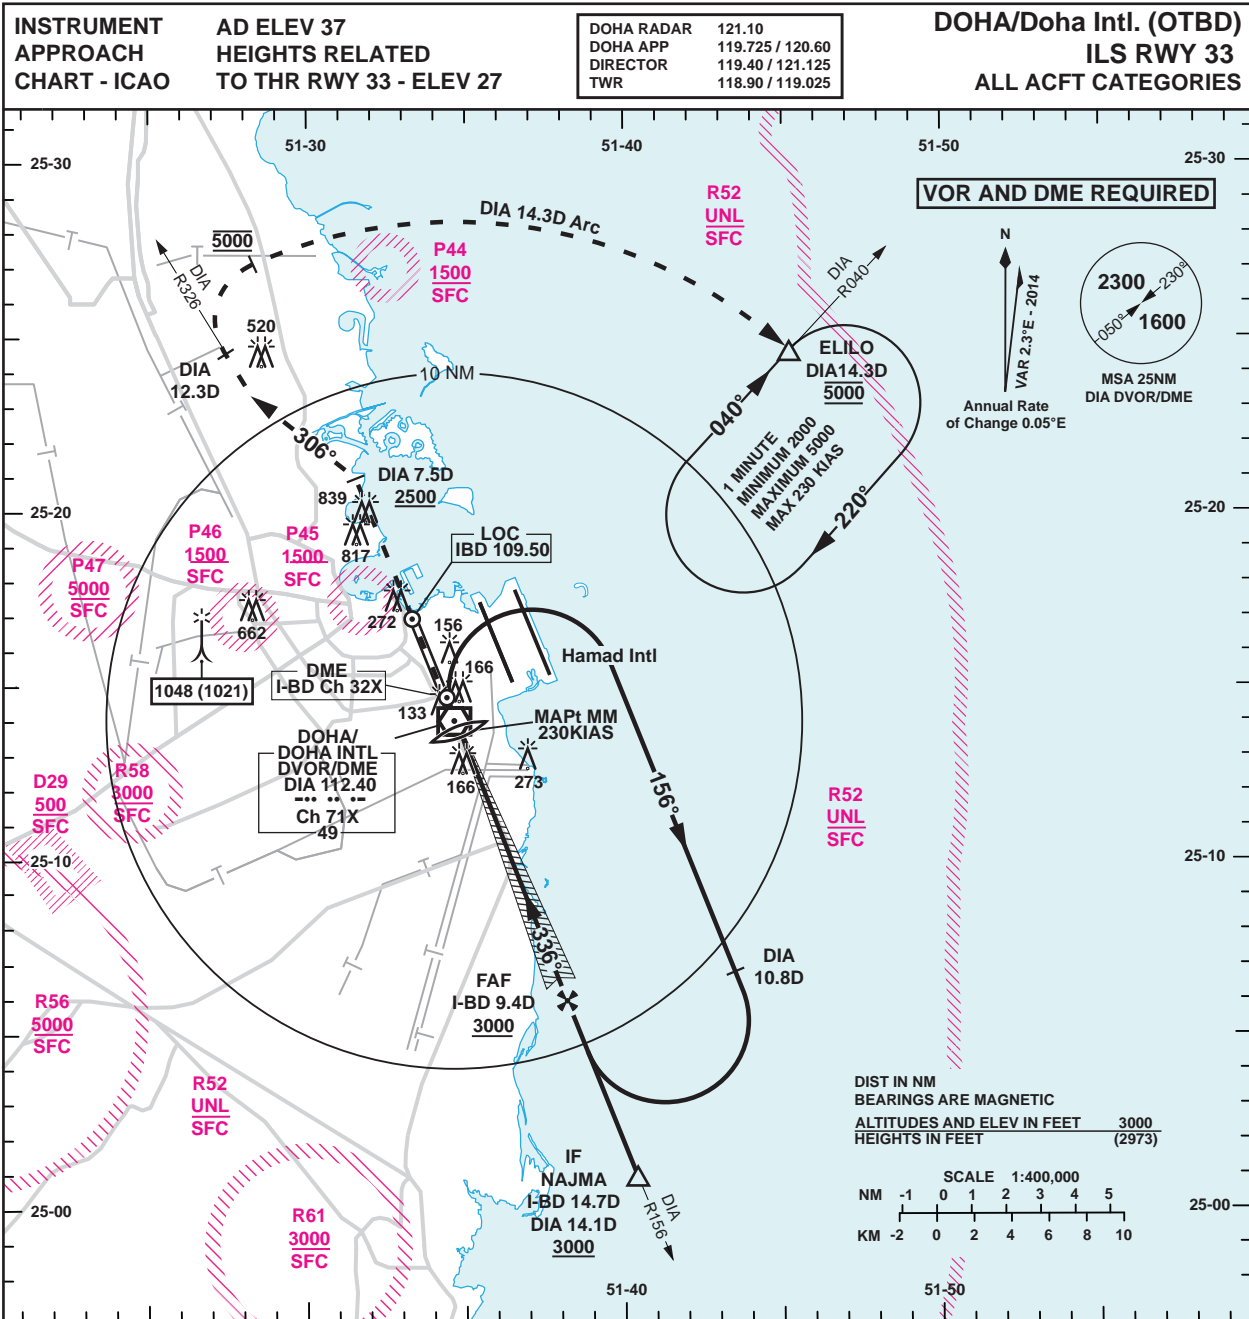 INSTRUMENT
APPROACH
CHART - ICAO
AD ELEV 37
HEIGHTS RELATED
TO THR RWY 33 - ELEV 27
DOHA RADAR 121.10
DOHA APP 119.725 / 120.60
DIRECTOR 119.40 / 121.125
TWR 118.90 / 119.025
DOHA/Doha Intl. (OTBD)
ILS RWY 33
ALL ACFT CATEGORIES
51-30
51-40
51-50
25-30
25-30
VOR AND DME REQUIRED
R52
UNL
SFC
DIA 14.3D Arc
5000
P44
1500
SFC
DIA
R326
DIA
R040
N
VAR 2.3°E - 2014
Annual Rate
of Change 0.05°E
2300
230°
050°
1600
MSA 25NM
DIA DVOR/DME
520
DIA
12.3D
ELILO
DIA14.3D
5000
10 NM
040°
1 MINUTE
MINIMUM 2000
MAXIMUM 5000
MAX 230 KIAS
220°
306°
DIA 7.5D
2500
839
817
25-20
25-20
P46
1500
SFC
P45
1500
SFC
P47
5000
SFC
LOC
IBD 109.50
272
156
662
166
Hamad Intl
DME
I-BD Ch 32X
1048 (1021)
133
MAPt MM
230KIAS
DOHA/
DOHA INTL
DVOR/DME
DIA 112.40
Ch 71X
49
166
273
156°
R58
3000
SFC
D29
500
SFC
R52
UNL
SFC
25-10
25-10
336°
DIA
10.8D
FAF
I-BD 9.4D
3000
R56
5000
SFC
R52
UNL
SFC
DIST IN NM
BEARINGS ARE MAGNETIC
ALTITUDES AND ELEV IN FEET 3000
HEIGHTS IN FEET (2973)
IF
NAJMA
I-BD 14.7D
DIA 14.1D
3000
DIA
R156
SCALE 1:400,000
NM -1 0 1 2 3 4 5
KM -2 0 2 4 6 8 10
25-00
25-00
R61
3000
SFC
51-40
51-50